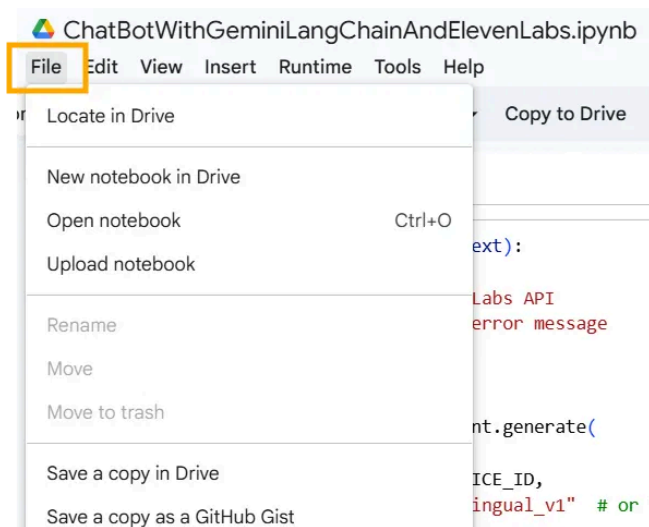 ChatBotWithGeminiLangChainAndElevenLabs.ipynb
File Edit View Insert Runtime Tools Help
Locate in Drive
Copy to Drive
New notebook in Drive
Open notebook Ctrl+O
ext):
Upload notebook
Labs API
Rename
error message
Move
Move to trash
nt.generate(
Save a copy in Drive
ICE_ID,
ingual_v1" # or
Save a copy as a GitHub Gist